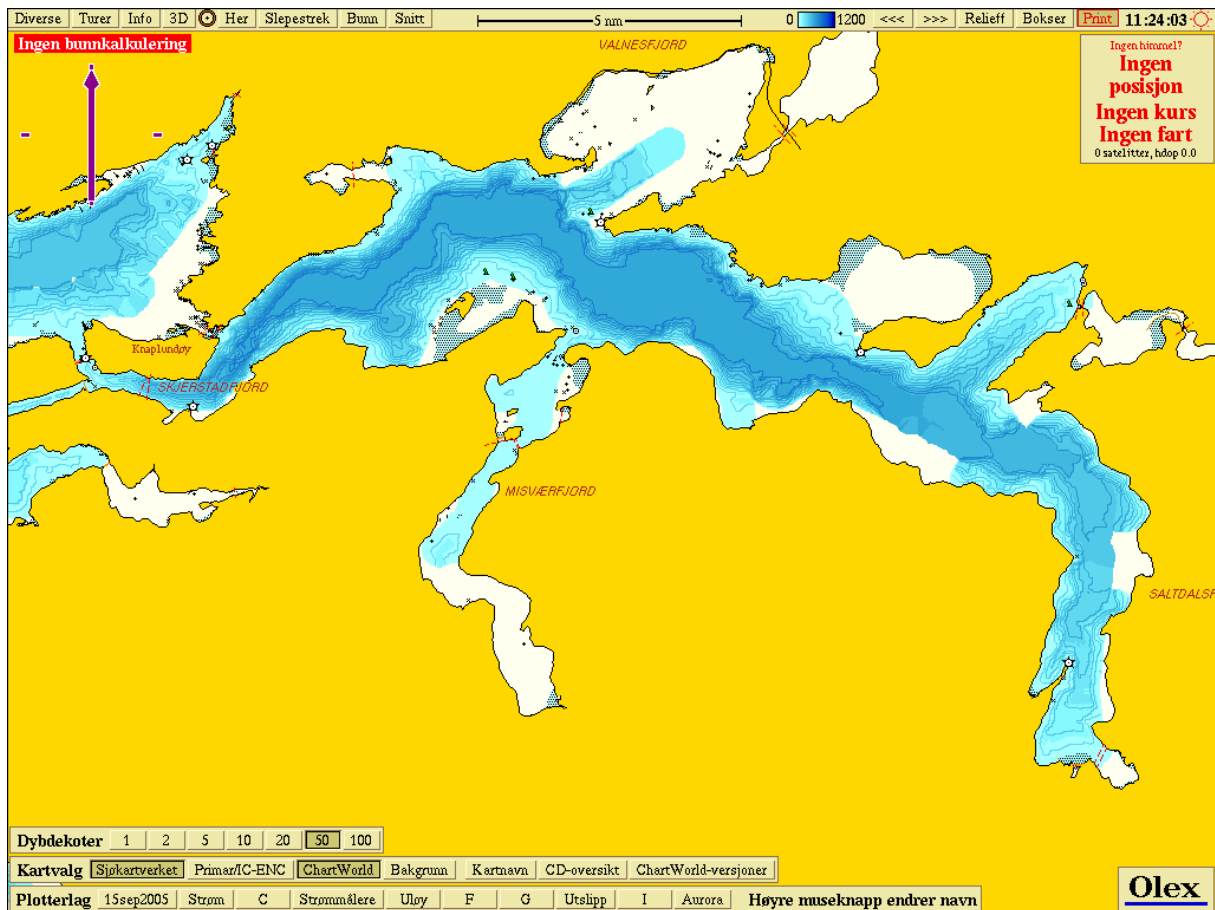 Diverse Turer Info 3D Her Slepestrek Bunn Snitt 5 nm 0 1200 <<< >>> Relieff Bokser Print 11:24:03
Ingen bunnkalkulering
VALNESFJORD
Ingen himmel?
Ingen
posisjon
Ingen kurs
Ingen fart
0 satelitter, hdop 0.0
Knaplundøy
SKJERSTADFJORD
MISVÆRFJORD
SALTDALSF
Dybdekoter 1 2 5 10 20 50 100
Kartvalg Sjøkartverket Primar/IC-ENC ChartWorld Bakgrunn Kartnavn CD-oversikt ChartWorld-versjoner
Plotterlag 15sep2005 Strøm C Strømmålere Uløy F G Utslipp I Aurora Høyre museknapp endrer navn
Olex